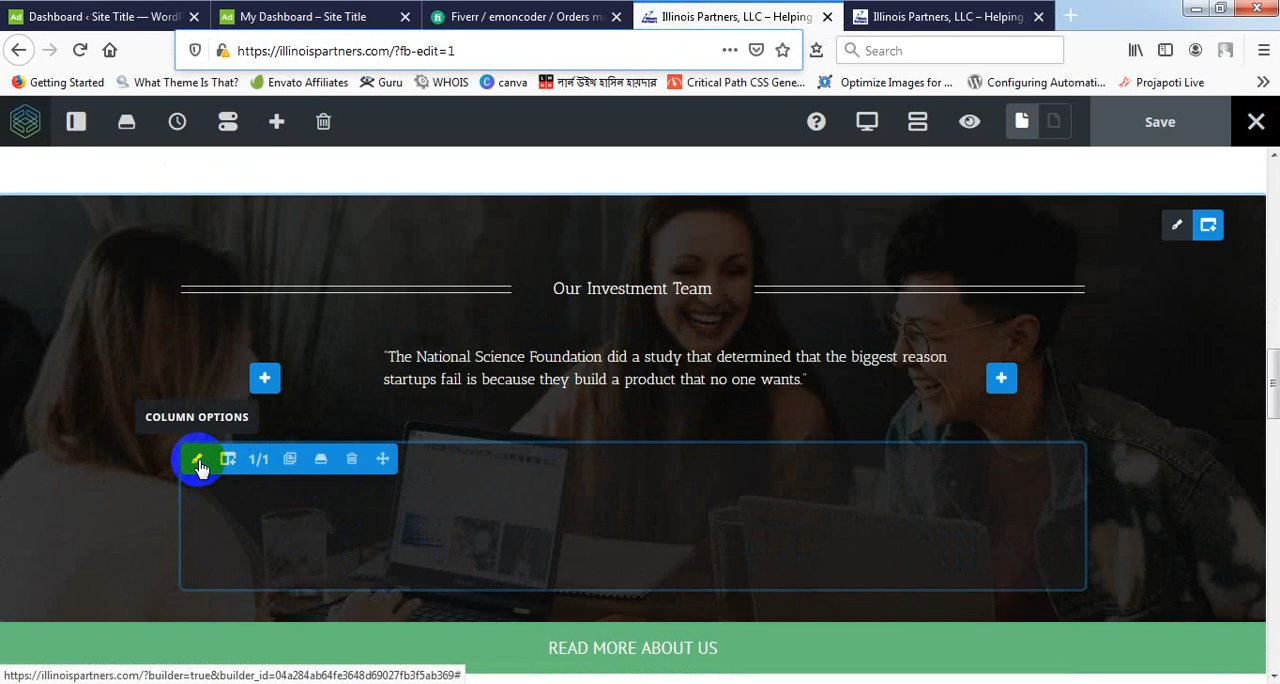 Dashboard ‹ Site Title — WordP
My Dashboard – Site Title
Fiverr / emoncoder / Orders ma
Illinois Partners, LLC – Helping
Illinois Partners, LLC – Helping
https://illinoispartners.com/?fb-edit=1
Search
Getting Started
What Theme Is That?
Envato Affiliates
Guru
WHOIS
canva
লার্ন উইথ হাসিন হায়দার
Critical Path CSS Gene...
Optimize Images for ...
Configuring Automati...
Projapoti Live
Save
Our Investment Team
"The National Science Foundation did a study that determined that the biggest reason
startups fail is because they build a product that no one wants."
COLUMN OPTIONS
1/1
READ MORE ABOUT US
https://illinoispartners.com/?builder=true&builder_id=04a284ab64fe3648d69027fb3f5ab369#